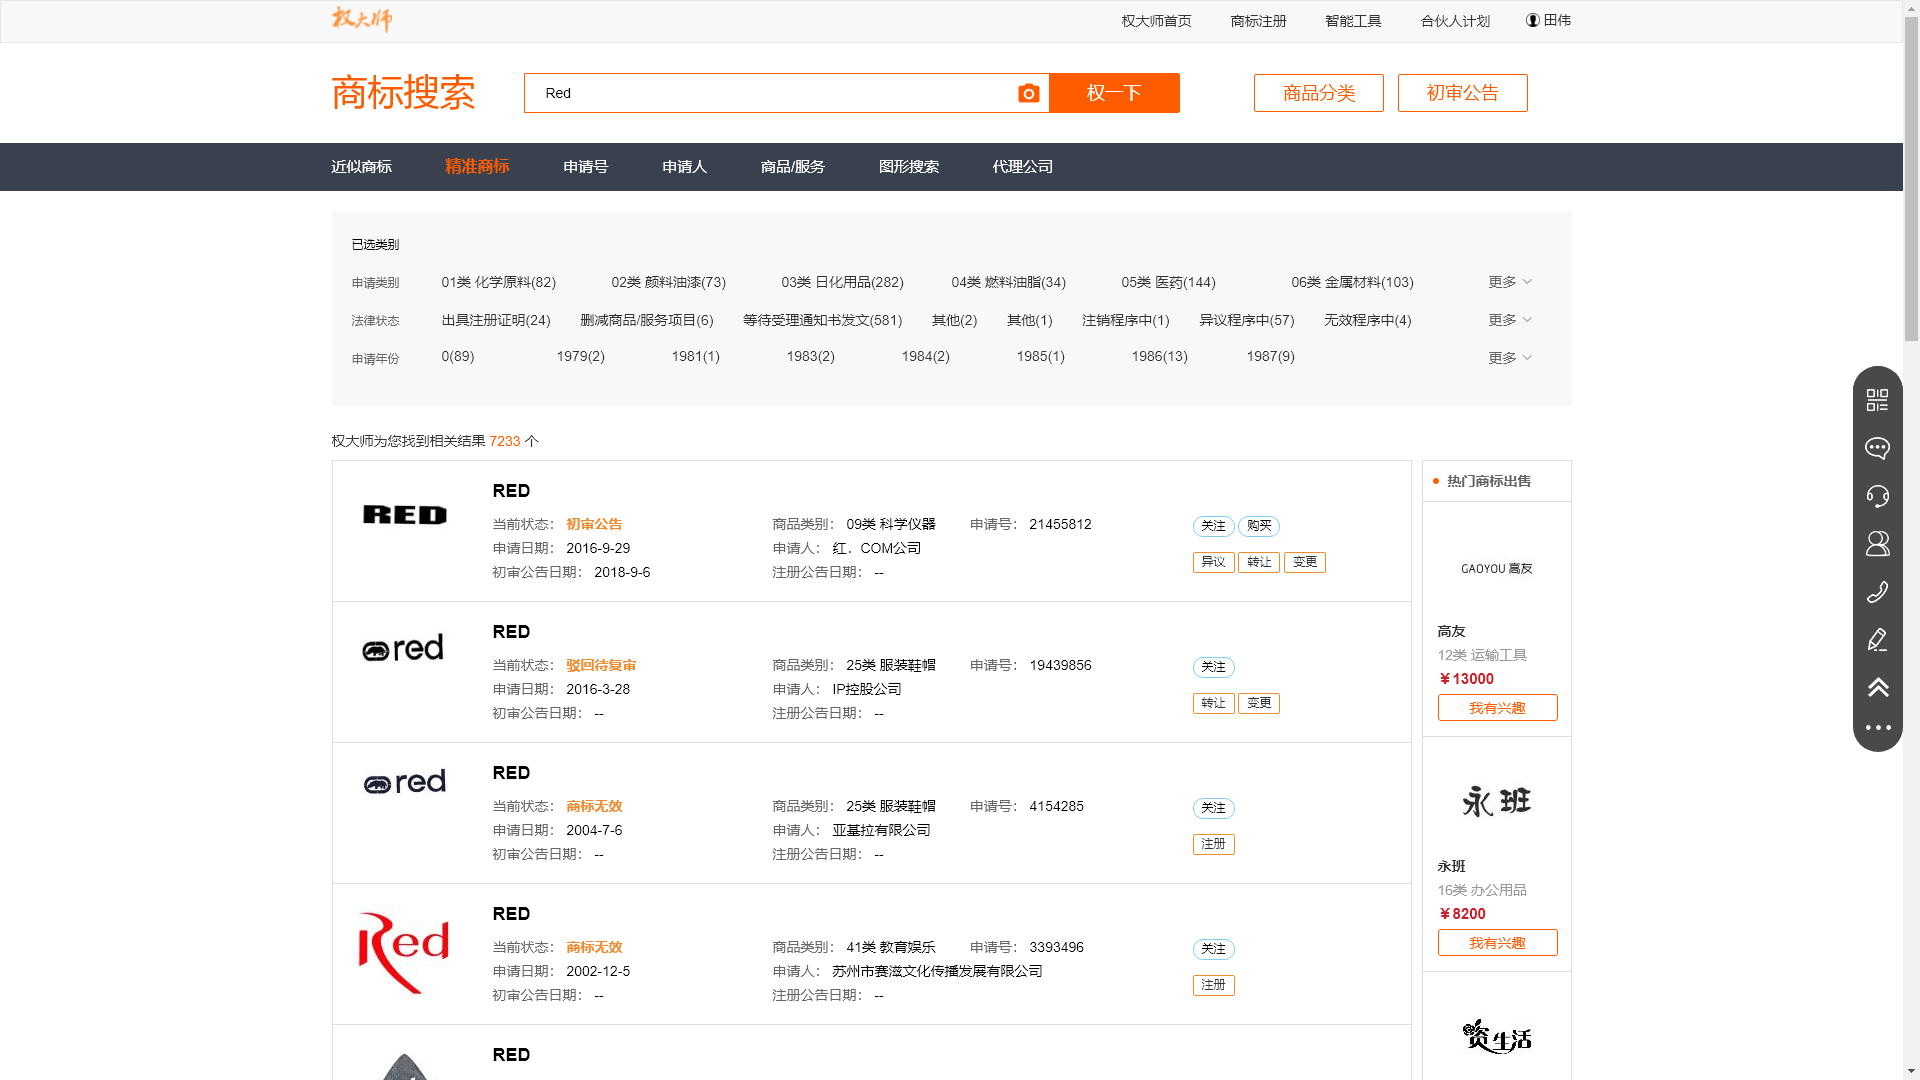 权大师
权大师首页 商标注册 智能工具 合伙人计划 田伟
商标搜索 Red 权一下 商品分类 初审公告
近似商标 精准商标 申请号 申请人 商品/服务 图形搜索 代理公司
已选类别
申请类别 01类 化学原料(82) 02类 颜料油漆(73) 03类 日化用品(282) 04类 燃料油脂(34) 05类 医药(144) 06类 金属材料(103) 更多
法律状态 出具注册证明(24) 删减商品/服务项目(6) 等待受理通知书发文(581) 其他(2) 其他(1) 注销程序中(1) 异议程序中(57) 无效程序中(4) 更多
申请年份 0(89) 1979(2) 1981(1) 1983(2) 1984(2) 1985(1) 1986(13) 1987(9) 更多
权大师为您找到相关结果 7233 个
RED
RED
当前状态： 初审公告 商品类别： 09类 科学仪器 申请号： 21455812 关注 购买
申请日期： 2016-9-29 申请人： 红．COM公司
初审公告日期： 2018-9-6 注册公告日期： -- 异议 转让 变更
red
RED
当前状态： 驳回待复审 商品类别： 25类 服装鞋帽 申请号： 19439856 关注
申请日期： 2016-3-28 申请人： IP控股公司
初审公告日期： -- 注册公告日期： -- 转让 变更
red
RED
当前状态： 商标无效 商品类别： 25类 服装鞋帽 申请号： 4154285 关注
申请日期： 2004-7-6 申请人： 亚基拉有限公司
初审公告日期： -- 注册公告日期： -- 注册
Red
RED
当前状态： 商标无效 商品类别： 41类 教育娱乐 申请号： 3393496 关注
申请日期： 2002-12-5 申请人： 苏州市赛滋文化传播发展有限公司
初审公告日期： -- 注册公告日期： -- 注册
RED
热门商标出售
GAOYOU 高友
高友
12类 运输工具
￥13000
我有兴趣
永班
永班
16类 办公用品
￥8200
我有兴趣
资生活